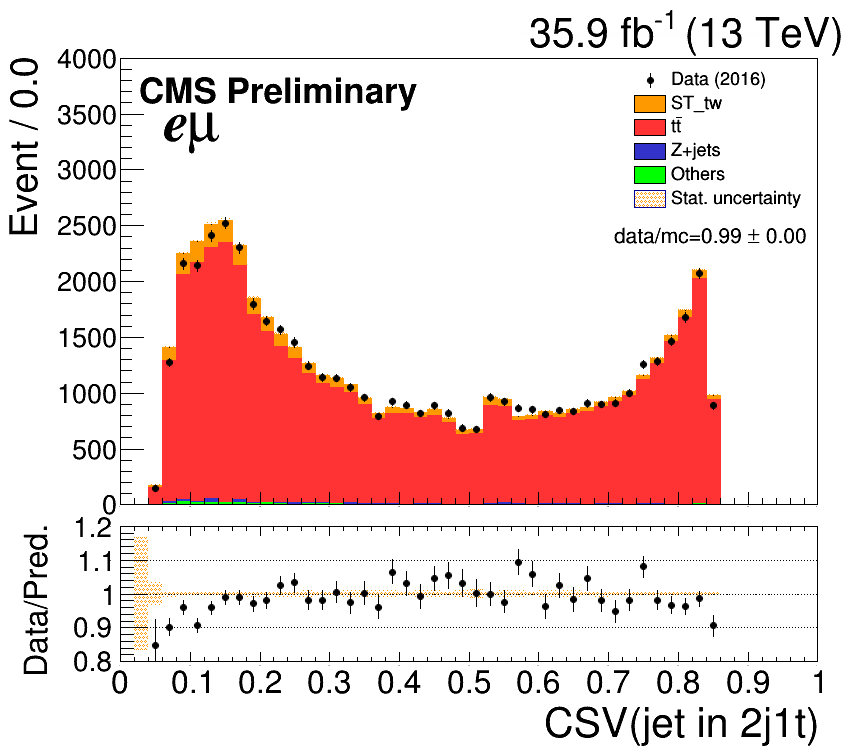 35.9 fb⁻¹ (13 TeV)
Event / 0.0
4000
3500
3000
2500
2000
1500
1000
500
0
CMS Preliminary
eμ
Data (2016)
ST_tw
tt̄
Z+jets
Others
Stat. uncertainty
data/mc=0.99 ± 0.00
Data/Pred.
1.2
1.1
1
0.9
0.8
0 0.1 0.2 0.3 0.4 0.5 0.6 0.7 0.8 0.9 1
CSV(jet in 2j1t)